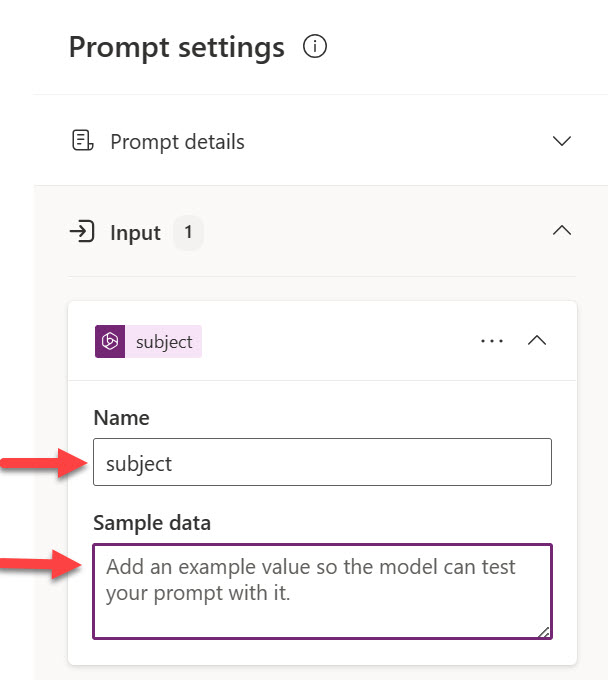 Prompt settings
Prompt details
Input 1
subject
Name
subject
Sample data
Add an example value so the model can test
your prompt with it.